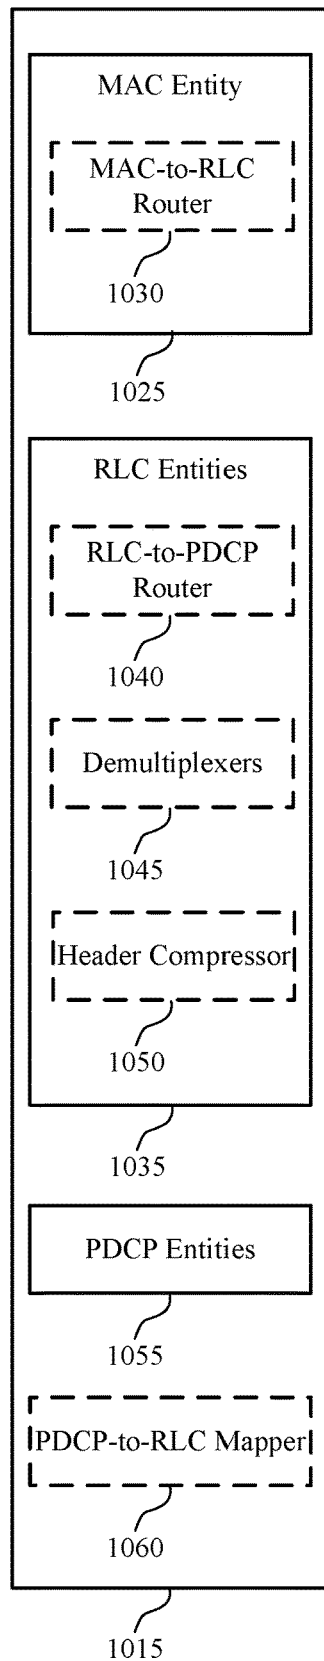 MAC Entity
MAC-to-RLC
Router
1030
1025
RLC Entities
RLC-to-PDCP
Router
1040
Demultiplexers
1045
Header Compressor
1050
1035
PDCP Entities
1055
PDCP-to-RLC Mapper
1060
1015